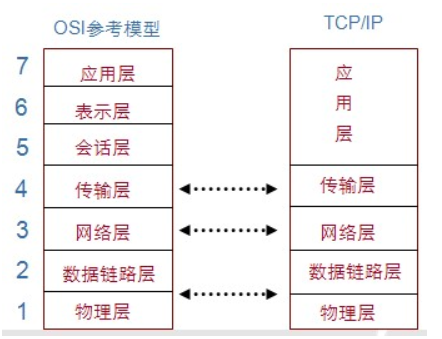 OSI参考模型
TCP/IP
7
应用层
6
表示层
5
会话层
4
传输层
3
网络层
2
数据链路层
1
物理层
应
用
层
传输层
网络层
数据链路层
物理层